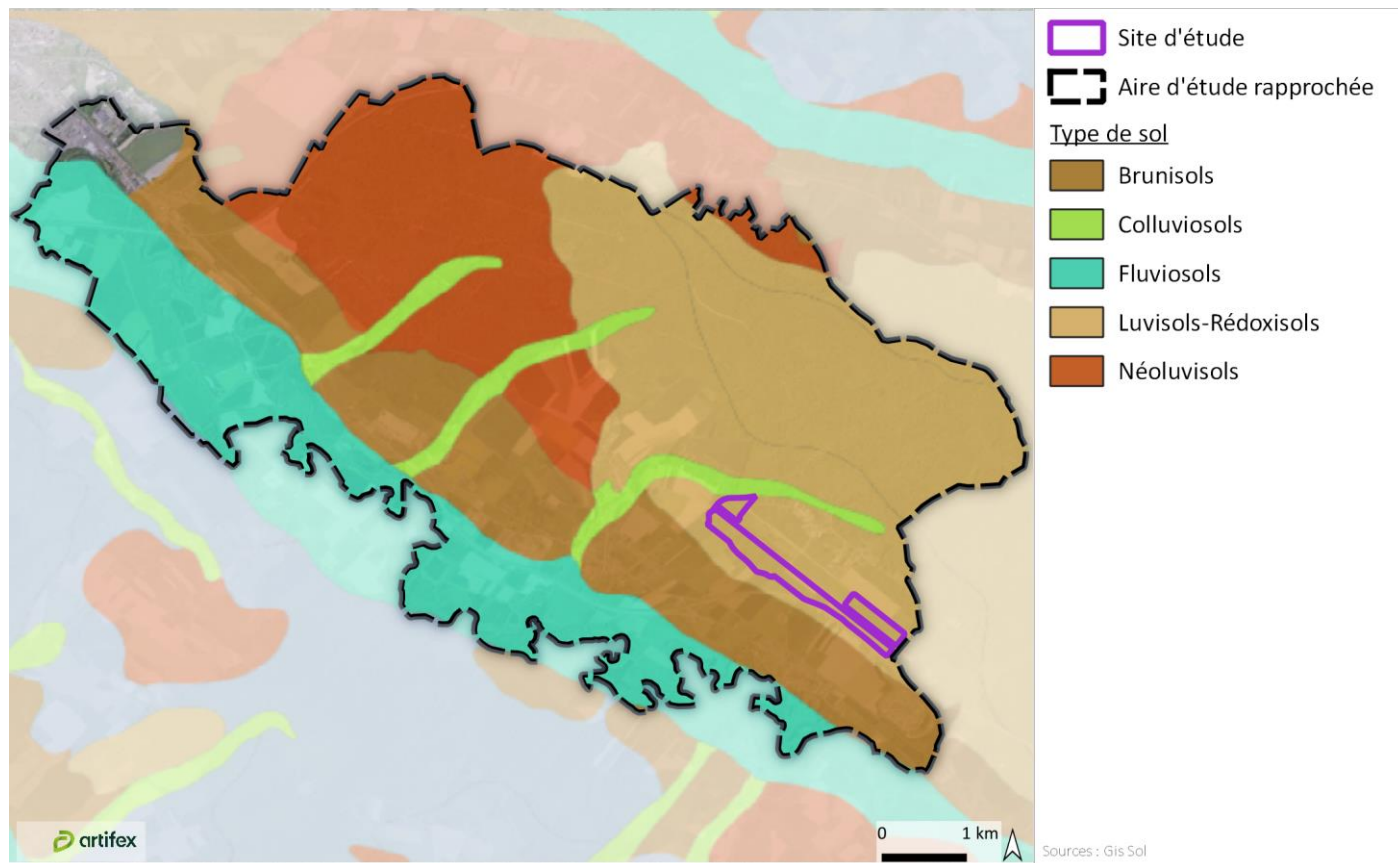 Site d'étude
Aire d'étude rapprochée
Type de sol
Brunisols
Colluviosols
Fluviosols
Luvisols-Rédoxisols
Néoluvisols
artifex
0 1 km
Sources : Gis Sol